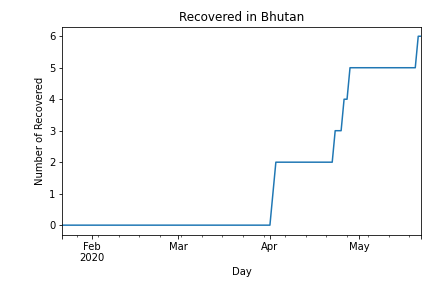 Recovered in Bhutan
6
5
4
3
2
1
0
Number of Recovered
Feb
2020
Mar
Apr
May
Day